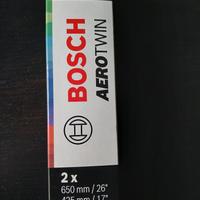 BOSCH
AEROTWIN
2 x
650 mm / 26"
425 mm / 17"